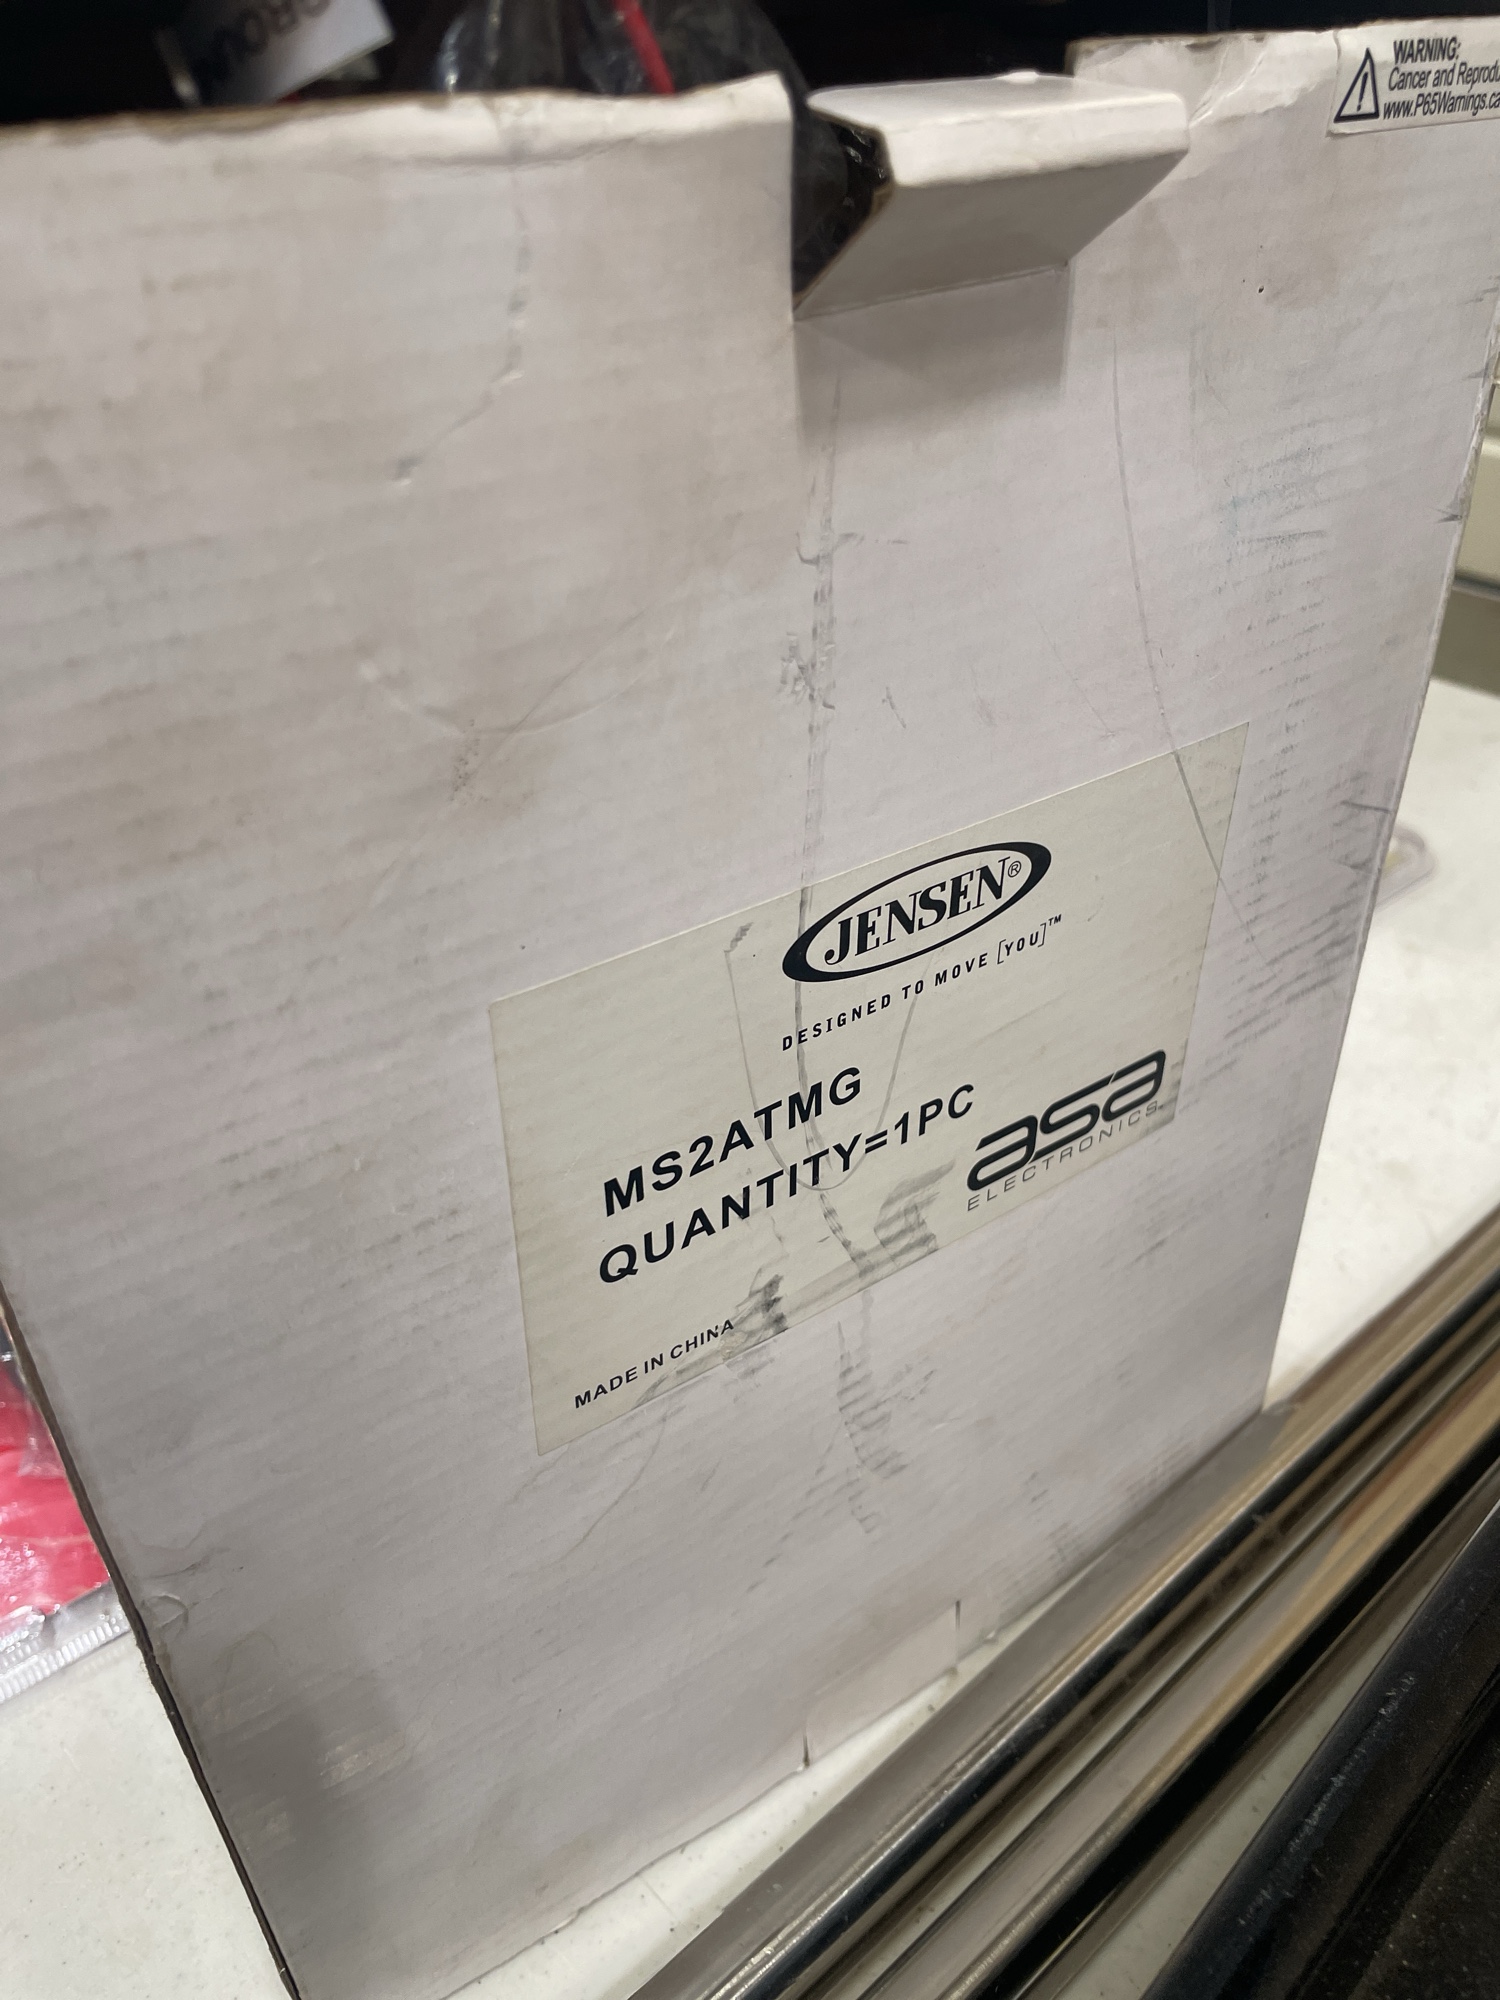 WARNING:
Cancer and
www.P65Warnings.ca
JENSEN®
DESIGNED TO MOVE [YOU]™
MS2ATMG
QUANTITY=1PC
asa
ELECTRONICS
MADE IN CHINA